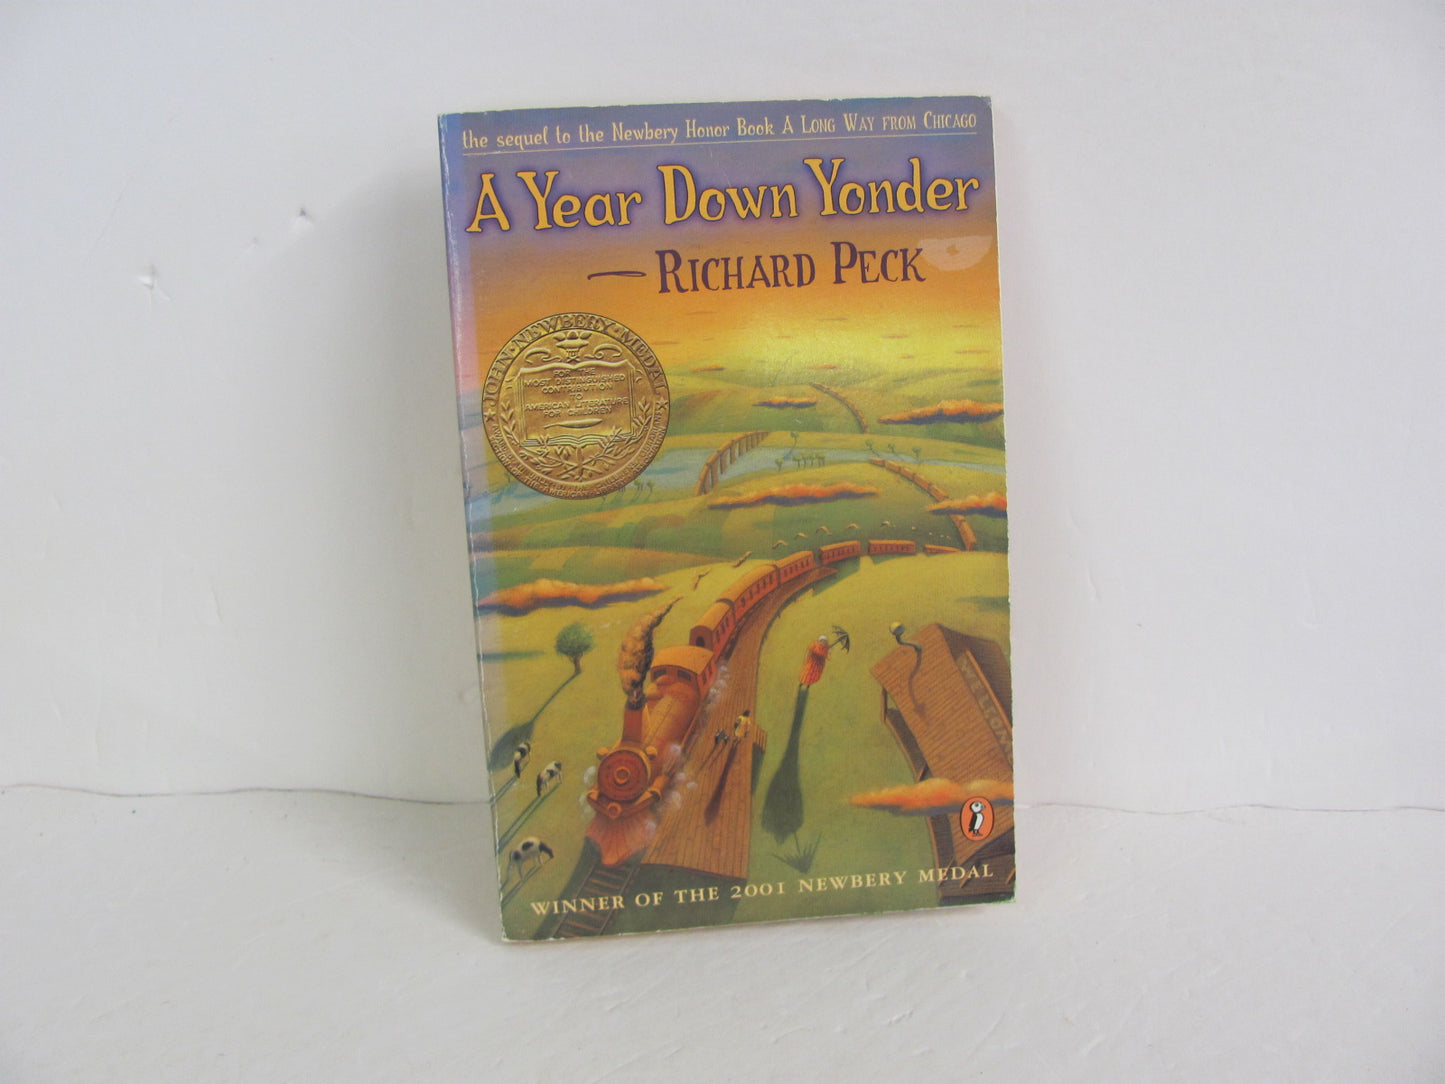 the sequel to the Newbery Honor Book A LONG WAY FROM CHICAGO
A Year Down Yonder
RICHARD PECK
JOHN · NEWBERY · MEDAL
FOR THE
MOST DISTINGUISHED
CONTRIBUTION
TO
AMERICAN LITERATURE
FOR CHILDREN
WINNER OF THE 2001 NEWBERY MEDAL